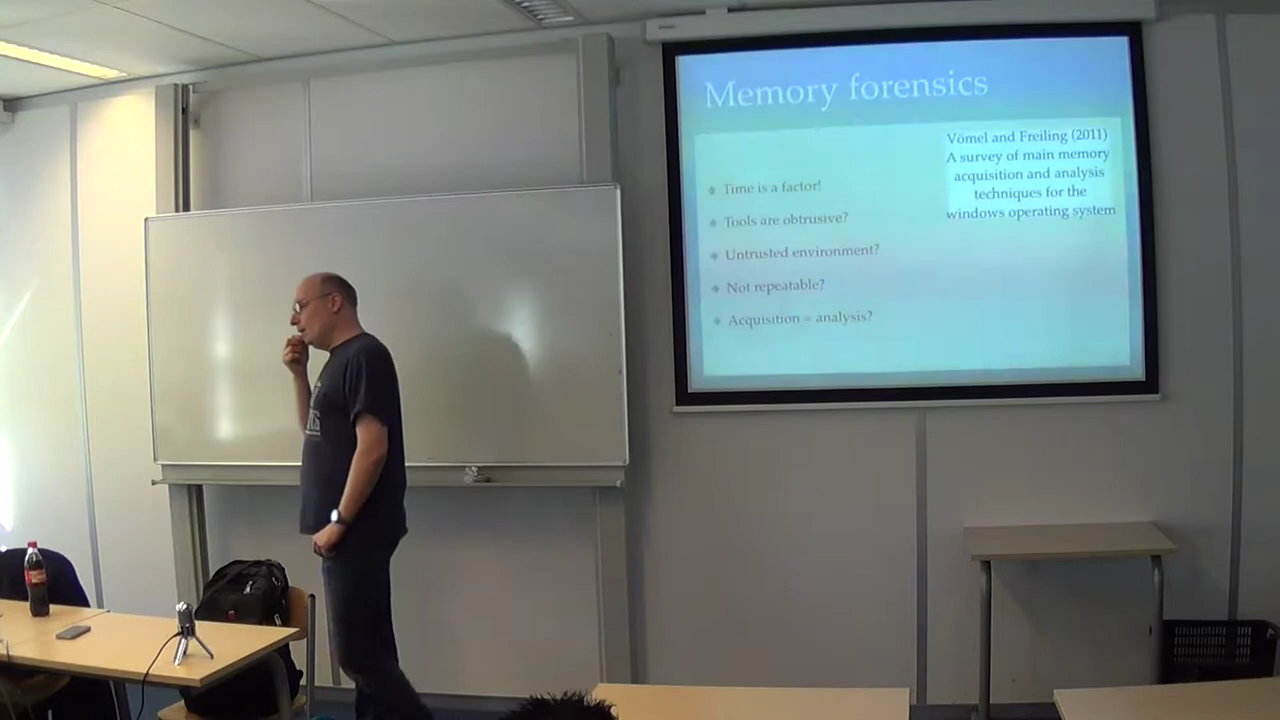 Memory forensics
Vömel and Freiling (2011)
A survey of main memory
acquisition and analysis
techniques for the
windows operating system
Time is a factor!
Tools are obtrusive?
Untrusted environment?
Not repeatable?
Acquisition = analysis?